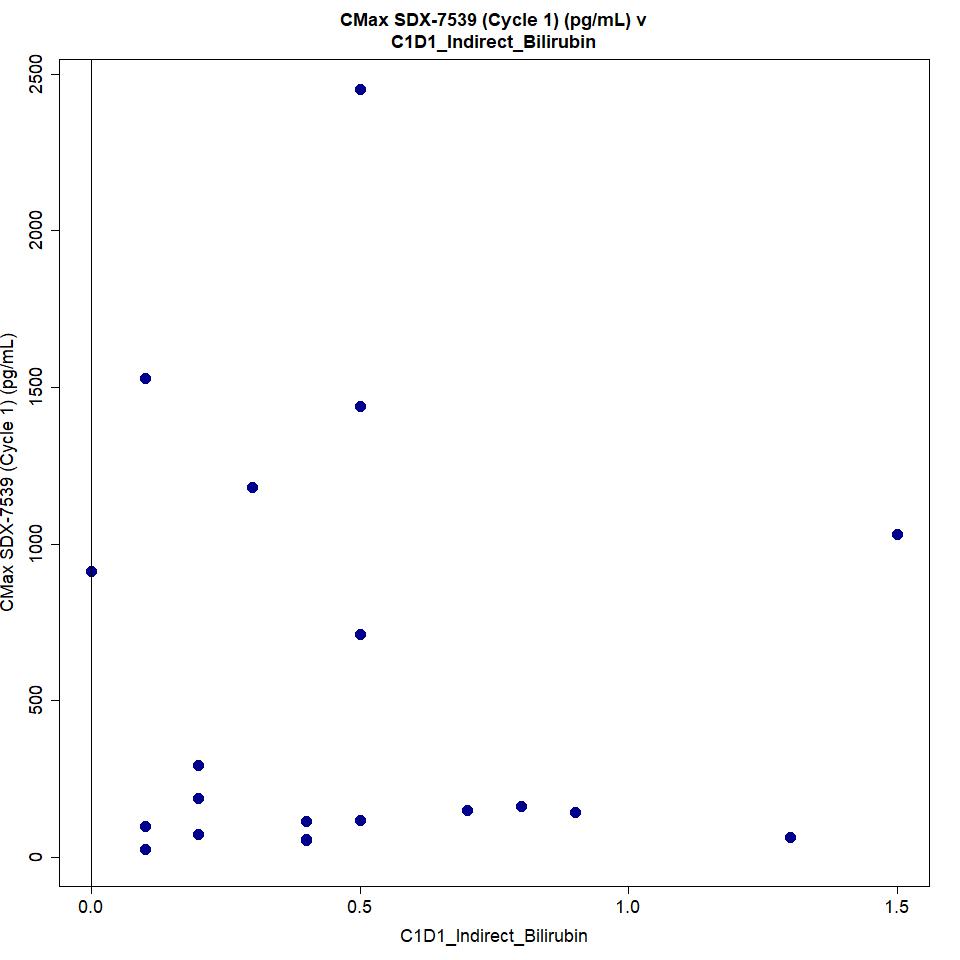 CMax SDX-7539 (Cycle 1) (pg/mL) v
C1D1_Indirect_Bilirubin
CMax SDX-7539 (Cycle 1) (pg/mL)
2500
2000
1500
1000
500
0
0.0
0.5
1.0
1.5
C1D1_Indirect_Bilirubin